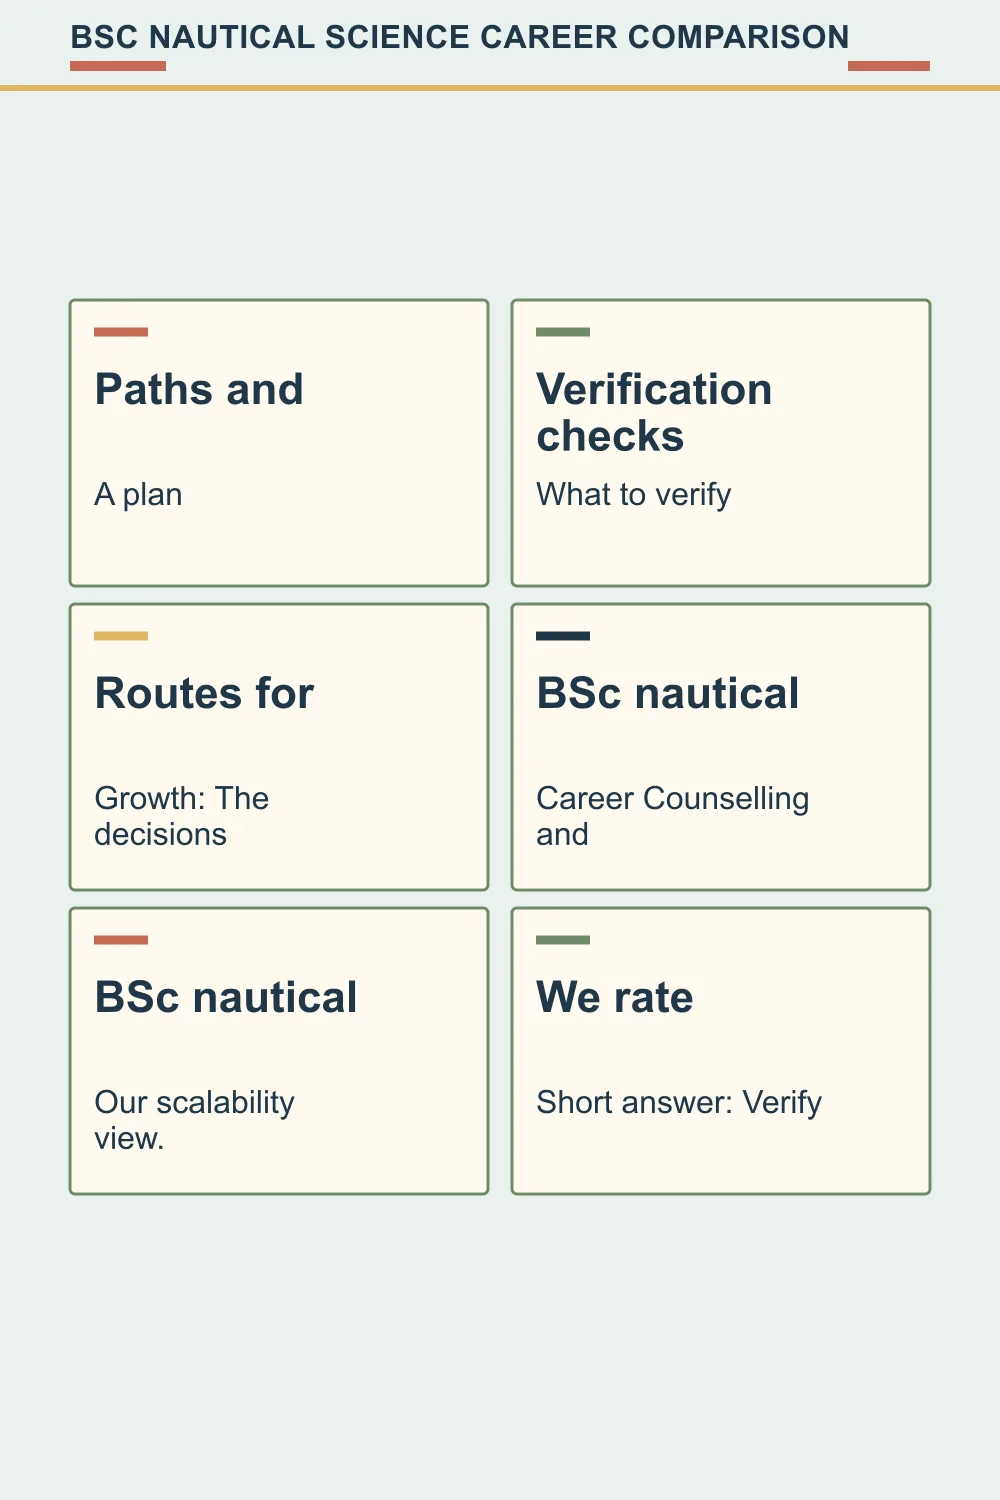 BSC NAUTICAL SCIENCE CAREER COMPARISON
Paths and
A plan
Verification
checks
What to verify
Routes for
Growth: The
decisions
BSc nautical
Career Counselling
and
BSc nautical
Our scalability
view.
We rate
Short answer: Verify